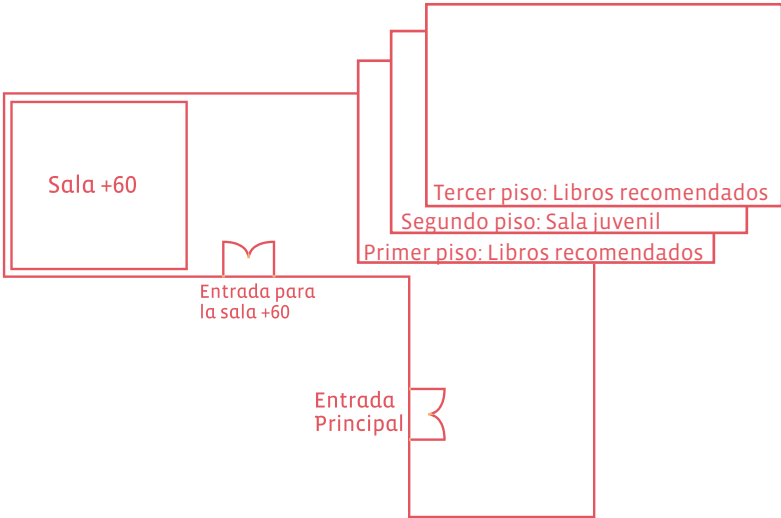 Sala +60
Tercer piso: Libros recomendados
Segundo piso: Sala juvenil
Primer piso: Libros recomendados
Entrada para
la sala +60
Entrada
Principal